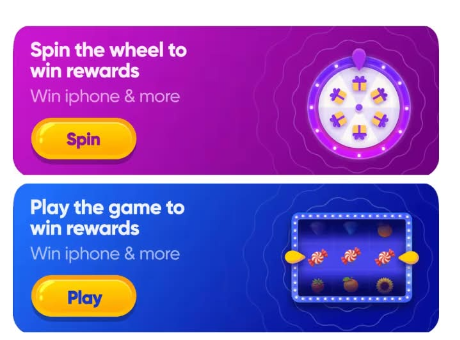 Spin the wheel to
win rewards
Win iphone & more
Spin
Play the game to
win rewards
Win iphone & more
Play